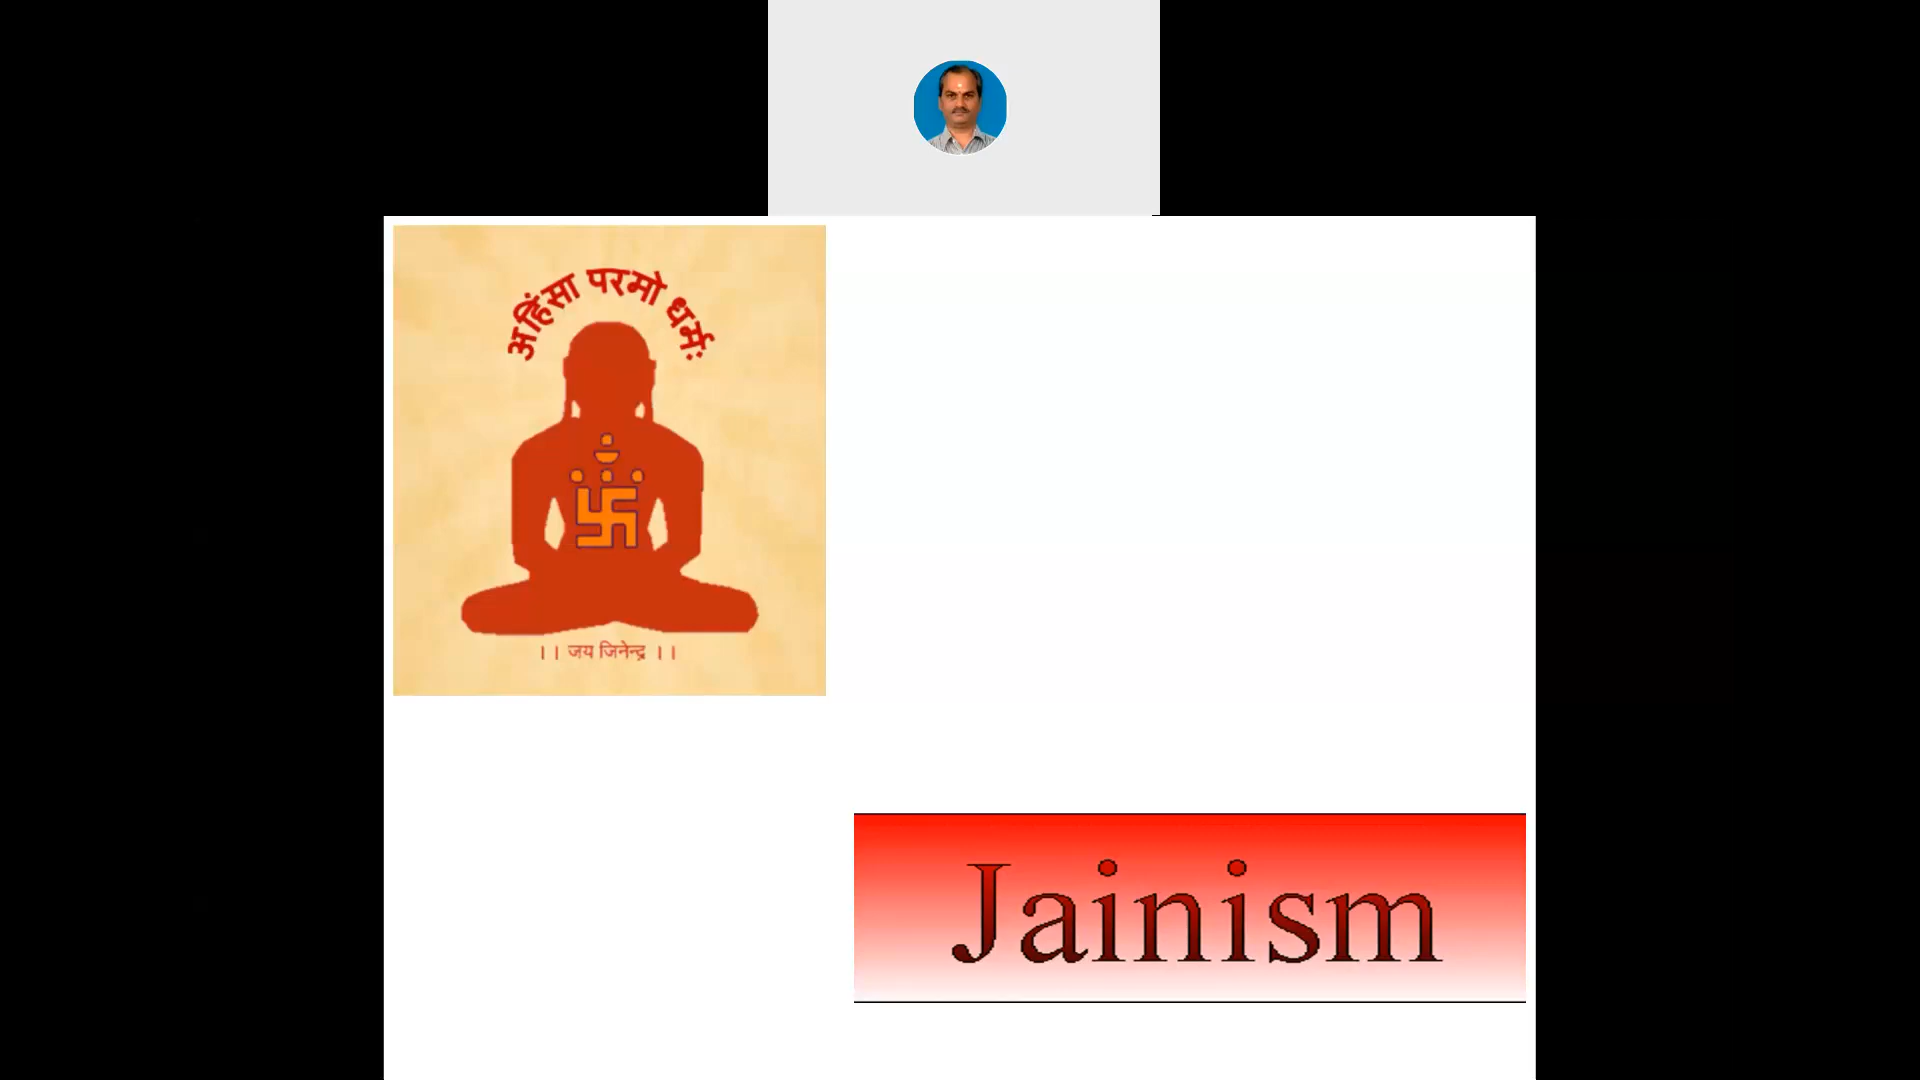 अहिंसा परमो धर्मः
।। जय जिनेन्द्र ।।
Jainism